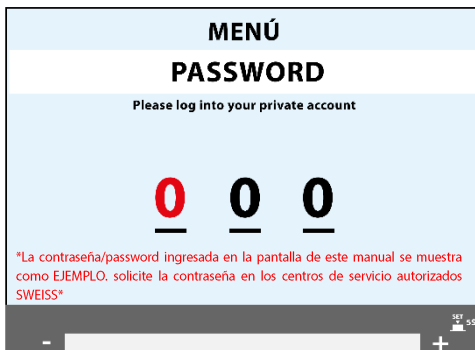 MENÚ
PASSWORD
Please log into your private account
0 0 0
*La contraseña/password ingresada en la pantalla de este manual se muestra
como EJEMPLO. solicite la contraseña en los centros de servicio autorizados
SWEISS*
SET
- +